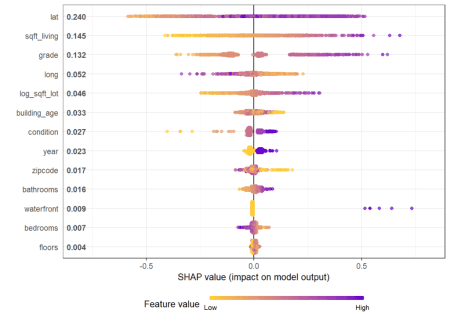 lat 0.240
sqft_living 0.145
grade 0.132
long 0.052
log_sqft_lot 0.046
building_age 0.033
condition 0.027
year 0.023
zipcode 0.017
bathrooms 0.016
waterfront 0.009
bedrooms 0.007
floors 0.004
-0.5 0.0 0.5
SHAP value (impact on model output)
Feature value Low High